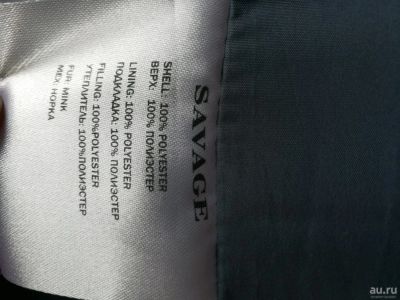 SAVAGE
SHELL: 100% POLYESTER
ВЕРХ: 100% ПОЛИЭСТЕР
LINING: 100% POLYESTER
ПОДКЛАДКА: 100% ПОЛИЭСТЕР
FILLING: 100%POLYESTER
УТЕПЛИТЕЛЬ: 100%ПОЛИЭСТЕР
FUR: MINK
МЕХ: НОРКА
au.ru